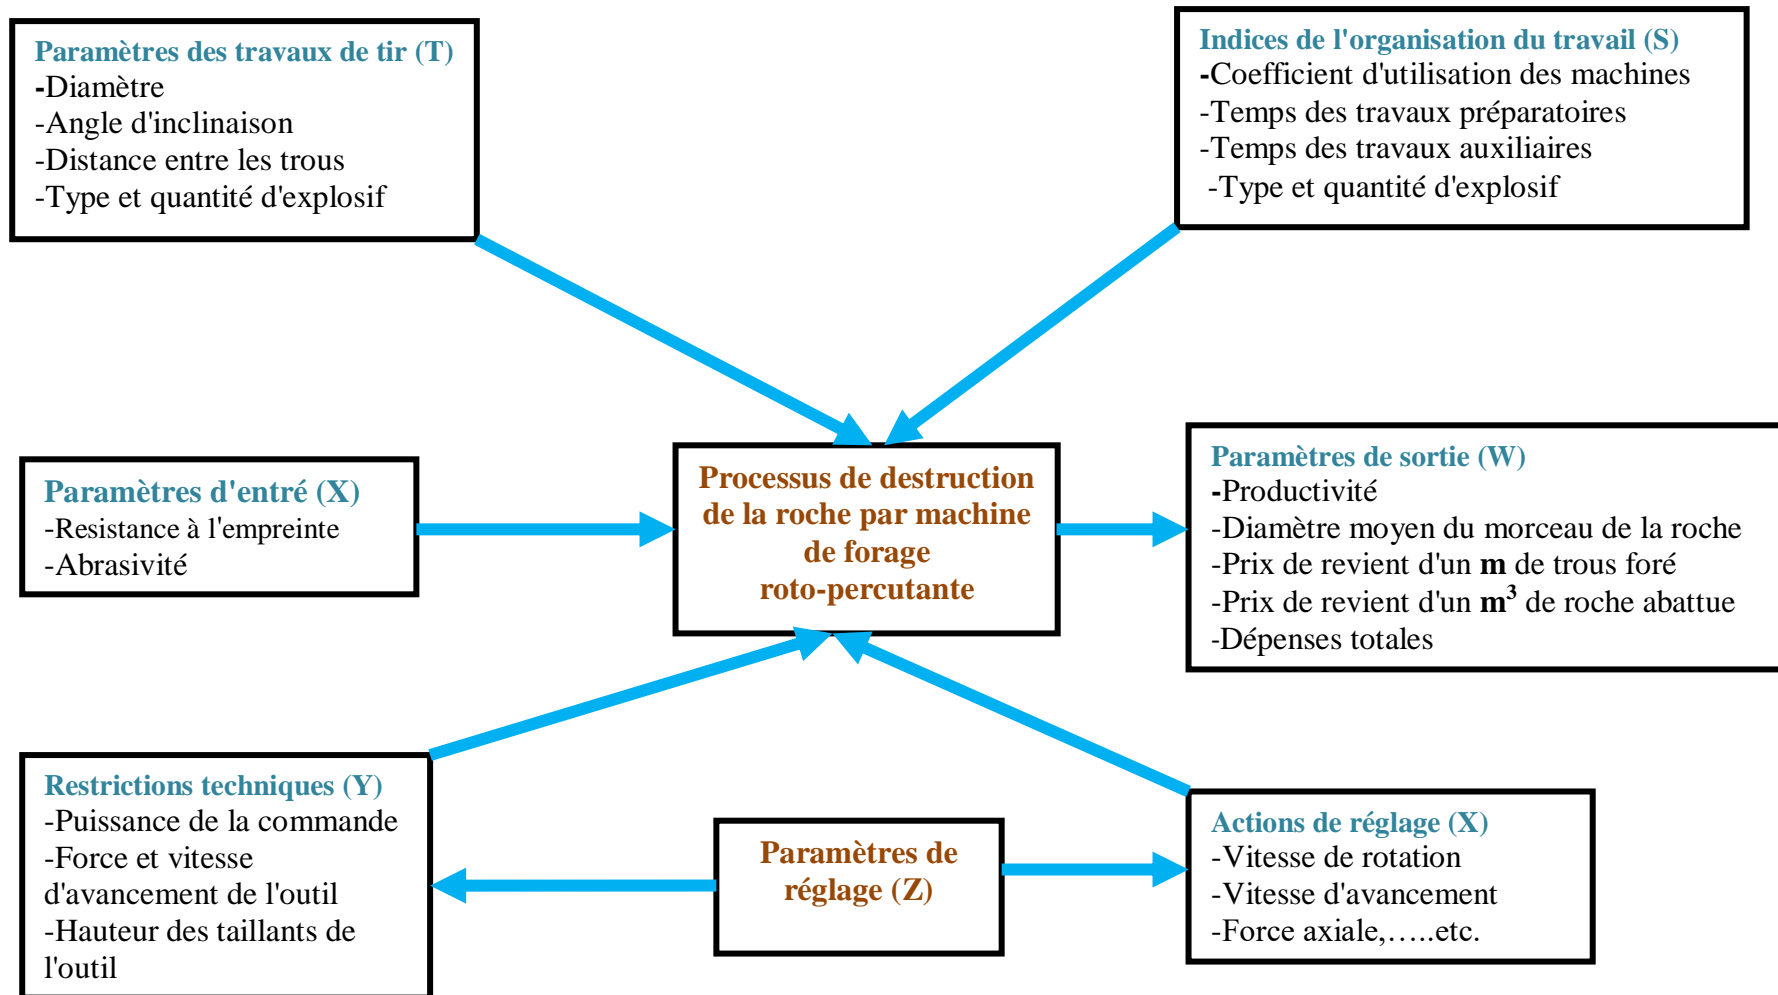 Paramètres des travaux de tir (T)
-Diamètre
-Angle d'inclinaison
-Distance entre les trous
-Type et quantité d'explosif
Indices de l'organisation du travail (S)
-Coefficient d'utilisation des machines
-Temps des travaux préparatoires
-Temps des travaux auxiliaires
-Type et quantité d'explosif
Paramètres d'entré (X)
-Resistance à l'empreinte
-Abrasivité
Processus de destruction
de la roche par machine
de forage
roto-percutante
Paramètres de sortie (W)
-Productivité
-Diamètre moyen du morceau de la roche
-Prix de revient d'un m de trous foré
-Prix de revient d'un m³ de roche abattue
-Dépenses totales
Restrictions techniques (Y)
-Puissance de la commande
-Force et vitesse
d'avancement de l'outil
-Hauteur des taillants de
l'outil
Paramètres de
réglage (Z)
Actions de réglage (X)
-Vitesse de rotation
-Vitesse d'avancement
-Force axiale,…..etc.